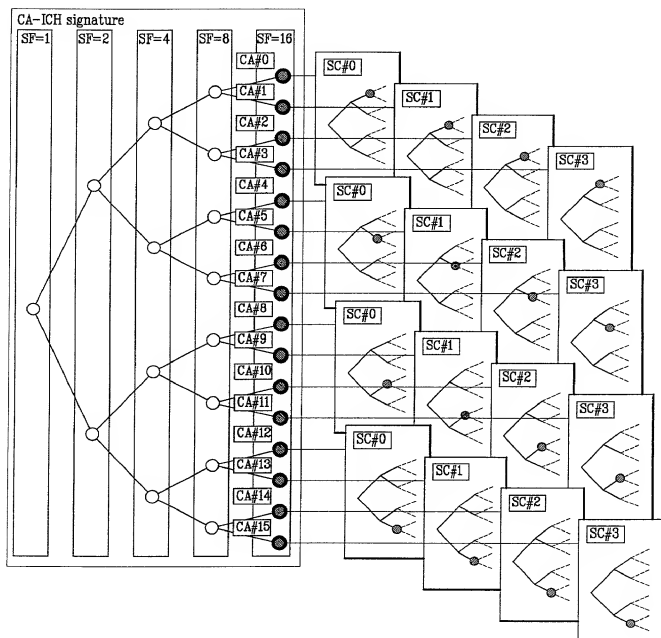 CA-ICH signature
SF=1 SF=2 SF=4 SF=8 SF=16
CA#0
SC#0
CA#1
SC#1
CA#2
SC#2
CA#3
SC#3
CA#4
SC#0
CA#5
SC#1
CA#6
SC#2
CA#7
SC#3
CA#8
SC#0
CA#9
SC#1
CA#10
SC#2
CA#11
SC#3
CA#12
SC#0
CA#13
SC#1
CA#14
SC#2
CA#15
SC#3